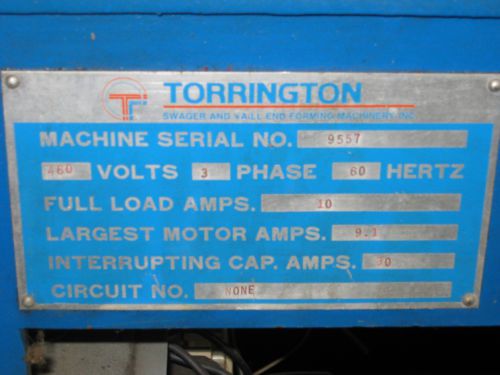 TORRINGTON
SWAGER AND VAILL END FORMING MACHINERY, INC.
MACHINE SERIAL NO. 9557
460 VOLTS 3 PHASE 60 HERTZ
FULL LOAD AMPS. 10
LARGEST MOTOR AMPS. 9.1
INTERRUPTING CAP. AMPS. 30
CIRCUIT NO. NONE